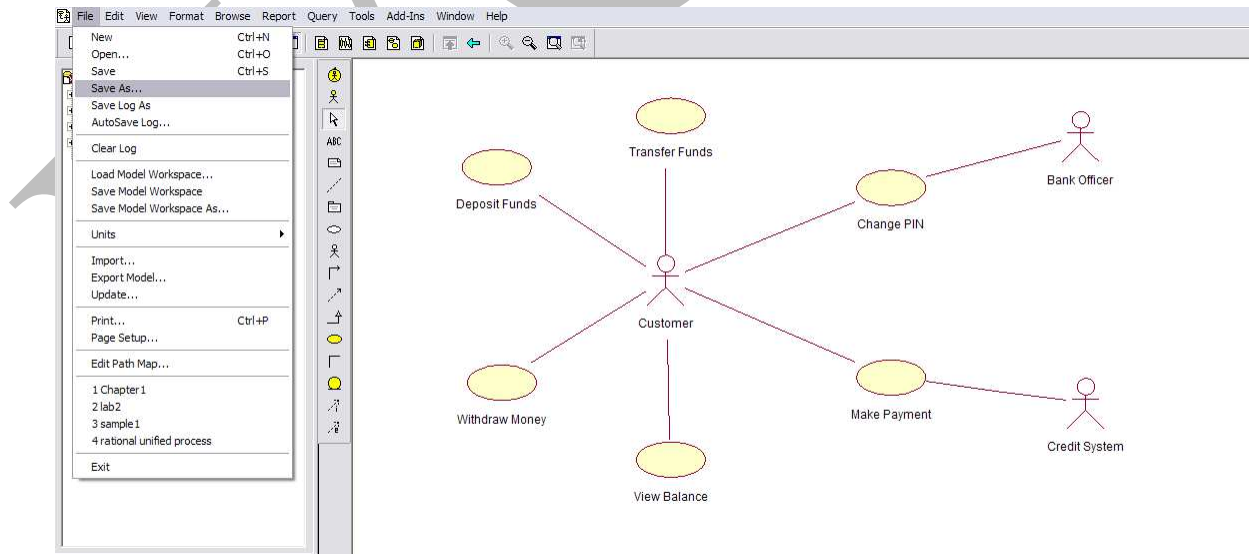 File Edit View Format Browse Report Query Tools Add-Ins Window Help
New Ctrl+N
Open... Ctrl+O
Save Ctrl+S
Save As...
Save Log As
AutoSave Log...
Clear Log
Load Model Workspace...
Save Model Workspace
Save Model Workspace As...
Units
Import...
Export Model...
Update...
Print... Ctrl+P
Page Setup...
Edit Path Map...
1 Chapter1
2 lab2
3 sample1
4 rational unified process
Exit
ABC
Transfer Funds
Deposit Funds
Bank Officer
Change PIN
Customer
Withdraw Money
Make Payment
Credit System
View Balance